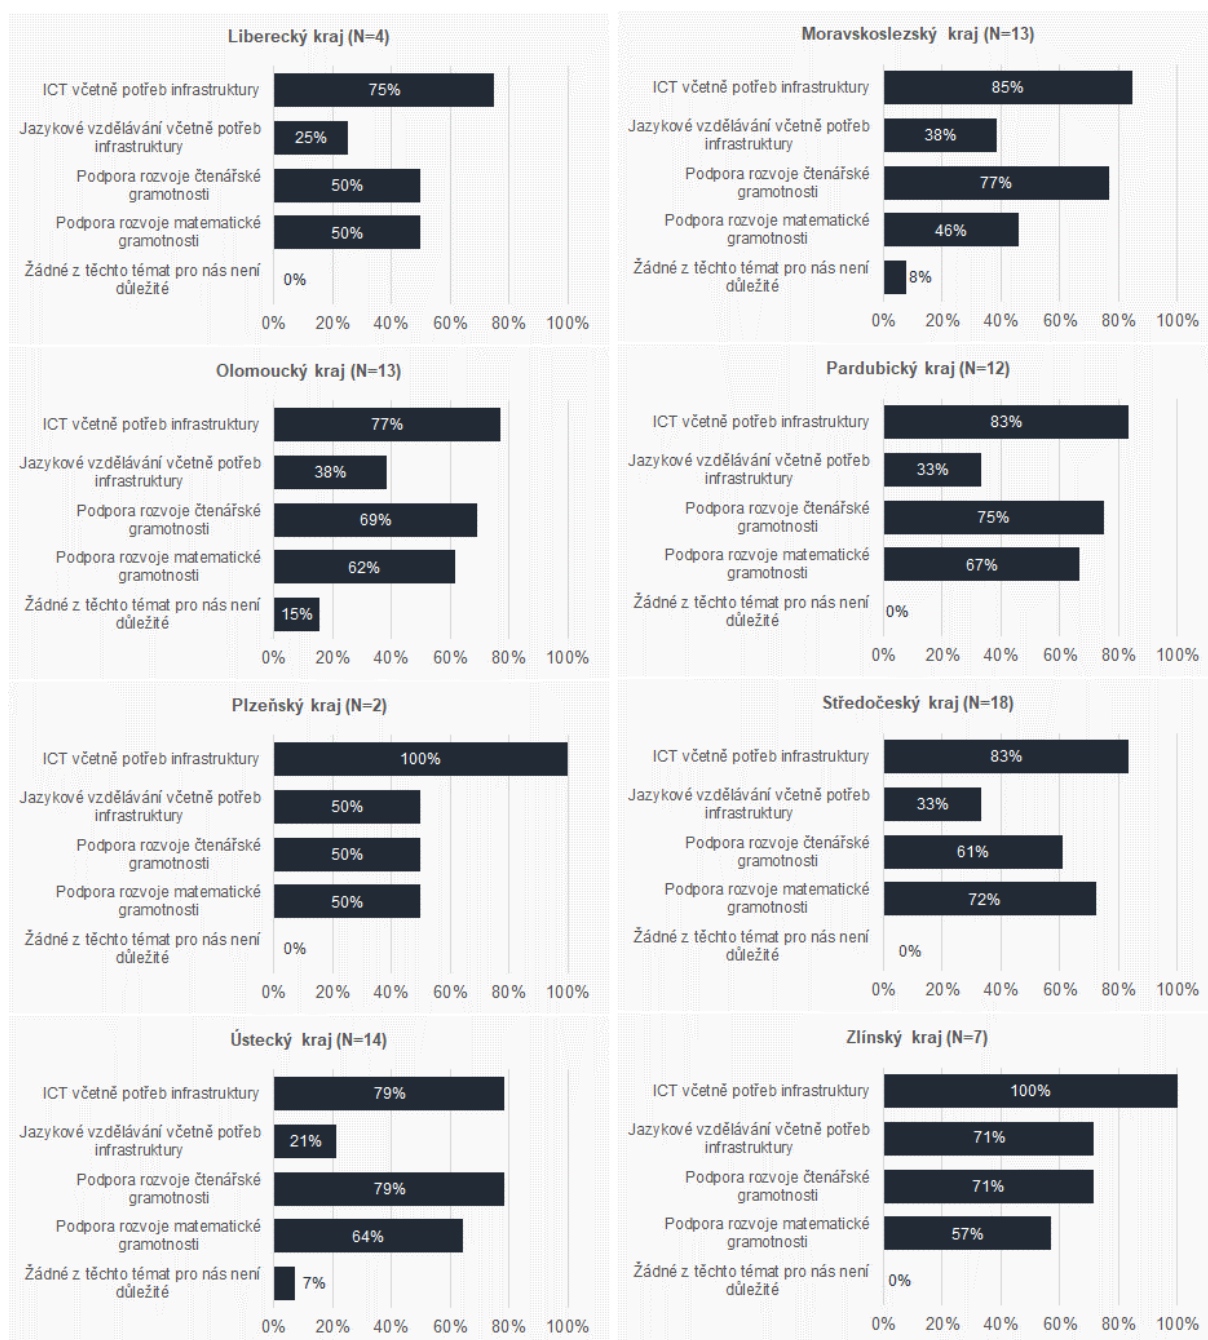 Liberecký kraj (N=4)
ICT včetně potřeb infrastruktury
75%
Jazykové vzdělávání včetně potřeb
infrastruktury
25%
Podpora rozvoje čtenářské
gramotnosti
50%
Podpora rozvoje matematické
gramotnosti
50%
Žádné z těchto témat pro nás není
důležité
0%
0% 20% 40% 60% 80% 100%
Moravskoslezský kraj (N=13)
ICT včetně potřeb infrastruktury
85%
Jazykové vzdělávání včetně potřeb
infrastruktury
38%
Podpora rozvoje čtenářské
gramotnosti
77%
Podpora rozvoje matematické
gramotnosti
46%
Žádné z těchto témat pro nás není
důležité
8%
0% 20% 40% 60% 80% 100%
Olomoucký kraj (N=13)
ICT včetně potřeb infrastruktury
77%
Jazykové vzdělávání včetně potřeb
infrastruktury
38%
Podpora rozvoje čtenářské
gramotnosti
69%
Podpora rozvoje matematické
gramotnosti
62%
Žádné z těchto témat pro nás není
důležité
15%
0% 20% 40% 60% 80% 100%
Pardubický kraj (N=12)
ICT včetně potřeb infrastruktury
83%
Jazykové vzdělávání včetně potřeb
infrastruktury
33%
Podpora rozvoje čtenářské
gramotnosti
75%
Podpora rozvoje matematické
gramotnosti
67%
Žádné z těchto témat pro nás není
důležité
0%
0% 20% 40% 60% 80% 100%
Plzeňský kraj (N=2)
ICT včetně potřeb infrastruktury
100%
Jazykové vzdělávání včetně potřeb
infrastruktury
50%
Podpora rozvoje čtenářské
gramotnosti
50%
Podpora rozvoje matematické
gramotnosti
50%
Žádné z těchto témat pro nás není
důležité
0%
0% 20% 40% 60% 80% 100%
Středočeský kraj (N=18)
ICT včetně potřeb infrastruktury
83%
Jazykové vzdělávání včetně potřeb
infrastruktury
33%
Podpora rozvoje čtenářské
gramotnosti
61%
Podpora rozvoje matematické
gramotnosti
72%
Žádné z těchto témat pro nás není
důležité
0%
0% 20% 40% 60% 80% 100%
Ústecký kraj (N=14)
ICT včetně potřeb infrastruktury
79%
Jazykové vzdělávání včetně potřeb
infrastruktury
21%
Podpora rozvoje čtenářské
gramotnosti
79%
Podpora rozvoje matematické
gramotnosti
64%
Žádné z těchto témat pro nás není
důležité
7%
0% 20% 40% 60% 80% 100%
Zlínský kraj (N=7)
ICT včetně potřeb infrastruktury
100%
Jazykové vzdělávání včetně potřeb
infrastruktury
71%
Podpora rozvoje čtenářské
gramotnosti
71%
Podpora rozvoje matematické
gramotnosti
57%
Žádné z těchto témat pro nás není
důležité
0%
0% 20% 40% 60% 80% 100%